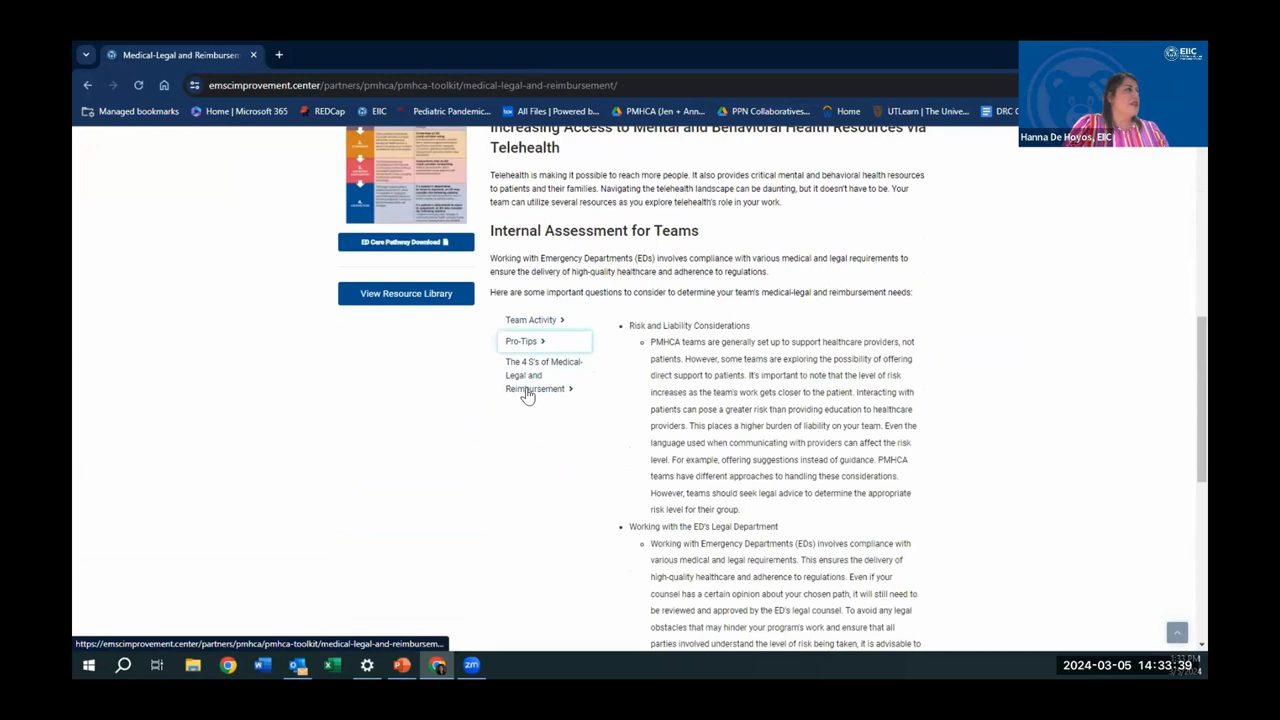 Medical-Legal and Reimbursem
EIIC
emscimprovement.center/partners/pmhca/pmhca-toolkit/medical-legal-and-reimbursement/
Managed bookmarks
Home | Microsoft 365
REDCap
EIIC
Pediatric Pandemic...
box
All Files | Powered b...
PMHCA (Jen + Ann...
PPN Collaboratives...
Home
UTLearn | The Unive...
DRC
Hanna De Hoyos, EIIC
Increasing Access to Mental and Behavioral Health Resources via
Telehealth
Telehealth is making it possible to reach more people. It also provides critical mental and behavioral health resources
to patients and their families. Navigating the telehealth landscape can be daunting, but it doesn't have to be. Your
team can utilize several resources as you explore telehealth's role in your work.
ED Care Pathway Download
View Resource Library
Internal Assessment for Teams
Working with Emergency Departments (EDs) involves compliance with various medical and legal requirements to
ensure the delivery of high-quality healthcare and adherence to regulations.
Here are some important questions to consider to determine your team's medical-legal and reimbursement needs:
Team Activity >
Pro-Tips >
The 4 S's of Medical-
Legal and
Reimbursement >
• Risk and Liability Considerations
PMHCA teams are generally set up to support healthcare providers, not
patients. However, some teams are exploring the possibility of offering
direct support to patients. It's important to note that the level of risk
increases as the team's work gets closer to the patient. Interacting with
patients can pose a greater risk than providing education to healthcare
providers. This places a higher burden of liability on your team. Even the
language used when communicating with providers can affect the risk
level. For example, offering suggestions instead of guidance. PMHCA
teams have different approaches to handling these considerations.
However, teams should seek legal advice to determine the appropriate
risk level for their group.
• Working with the ED's Legal Department
Working with Emergency Departments (EDs) involves compliance with
various medical and legal requirements. This ensures the delivery of
high-quality healthcare and adherence to regulations. Even if your
counsel has a certain opinion about your chosen path, it will still need to
be reviewed and approved by the ED's legal counsel. To avoid any legal
obstacles that may hinder your program's work and ensure that all
parties involved understand the level of risk being taken, it is advisable to
https://emscimprovement.center/partners/pmhca/pmhca-toolkit/medical-legal-and-reimbursem...
zm
2024-03-05 14:33:39